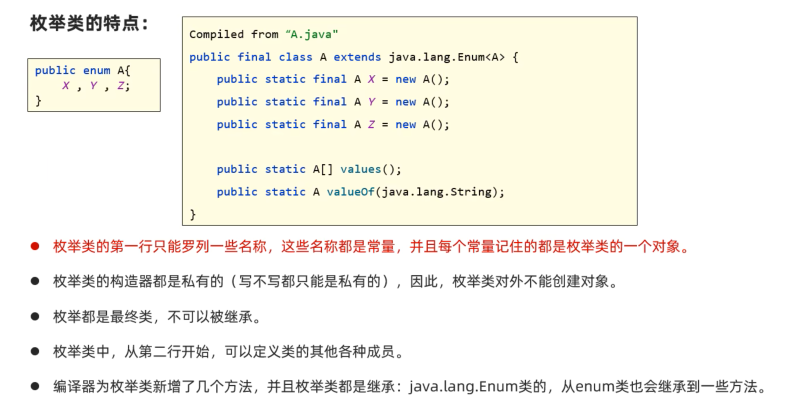 枚举类的特点：
public enum A{
X , Y , Z;
}
Compiled from “A.java"
public final class A extends java.lang.Enum<A> {
public static final A X = new A();
public static final A Y = new A();
public static final A Z = new A();
public static A[] values();
public static A valueOf(java.lang.String);
}
● 枚举类的第一行只能罗列一些名称，这些名称都是常量，并且每个常量记住的都是枚举类的一个对象。
● 枚举类的构造器都是私有的（写不写都只能是私有的），因此，枚举类对外不能创建对象。
● 枚举都是最终类，不可以被继承。
● 枚举类中，从第二行开始，可以定义类的其他各种成员。
● 编译器为枚举类新增了几个方法，并且枚举类都是继承：java.lang.Enum类的，从enum类也会继承到一些方法。